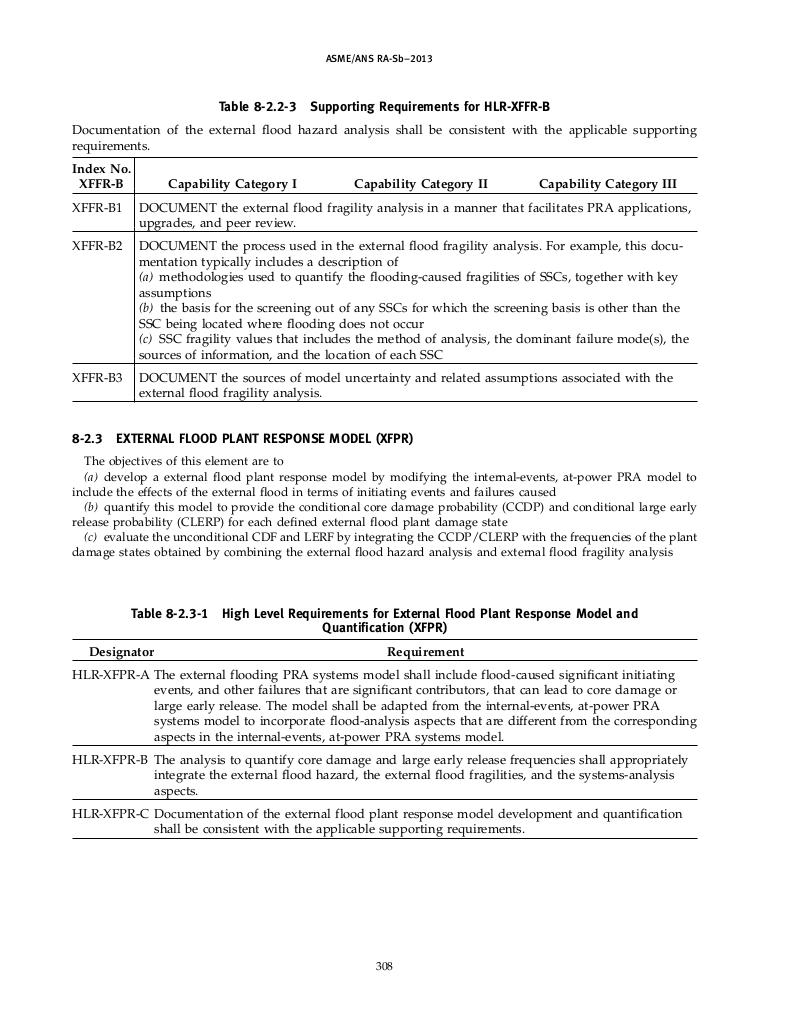 ASME/ANS RA-Sb–2013
Table 8-2.2-3 Supporting Requirements for HLR-XFFR-B
Documentation of the external flood hazard analysis shall be consistent with the applicable supporting
requirements.
Index No.
XFFR-B Capability Category I Capability Category II Capability Category III
XFFR-B1 DOCUMENT the external flood fragility analysis in a manner that facilitates PRA applications,
upgrades, and peer review.
XFFR-B2 DOCUMENT the process used in the external flood fragility analysis. For example, this docu-
mentation typically includes a description of
(a) methodologies used to quantify the flooding-caused fragilities of SSCs, together with key
assumptions
(b) the basis for the screening out of any SSCs for which the screening basis is other than the
SSC being located where flooding does not occur
(c) SSC fragility values that includes the method of analysis, the dominant failure mode(s), the
sources of information, and the location of each SSC
XFFR-B3 DOCUMENT the sources of model uncertainty and related assumptions associated with the
external flood fragility analysis.
8-2.3 EXTERNAL FLOOD PLANT RESPONSE MODEL (XFPR)
The objectives of this element are to
(a) develop a external flood plant response model by modifying the internal-events, at-power PRA model to
include the effects of the external flood in terms of initiating events and failures caused
(b) quantify this model to provide the conditional core damage probability (CCDP) and conditional large early
release probability (CLERP) for each defined external flood plant damage state
(c) evaluate the unconditional CDF and LERF by integrating the CCDP/CLERP with the frequencies of the plant
damage states obtained by combining the external flood hazard analysis and external flood fragility analysis
Table 8-2.3-1 High Level Requirements for External Flood Plant Response Model and
Quantification (XFPR)
Designator Requirement
HLR-XFPR-A The external flooding PRA systems model shall include flood-caused significant initiating
events, and other failures that are significant contributors, that can lead to core damage or
large early release. The model shall be adapted from the internal-events, at-power PRA
systems model to incorporate flood-analysis aspects that are different from the corresponding
aspects in the internal-events, at-power PRA systems model.
HLR-XFPR-B The analysis to quantify core damage and large early release frequencies shall appropriately
integrate the external flood hazard, the external flood fragilities, and the systems-analysis
aspects.
HLR-XFPR-C Documentation of the external flood plant response model development and quantification
shall be consistent with the applicable supporting requirements.
308